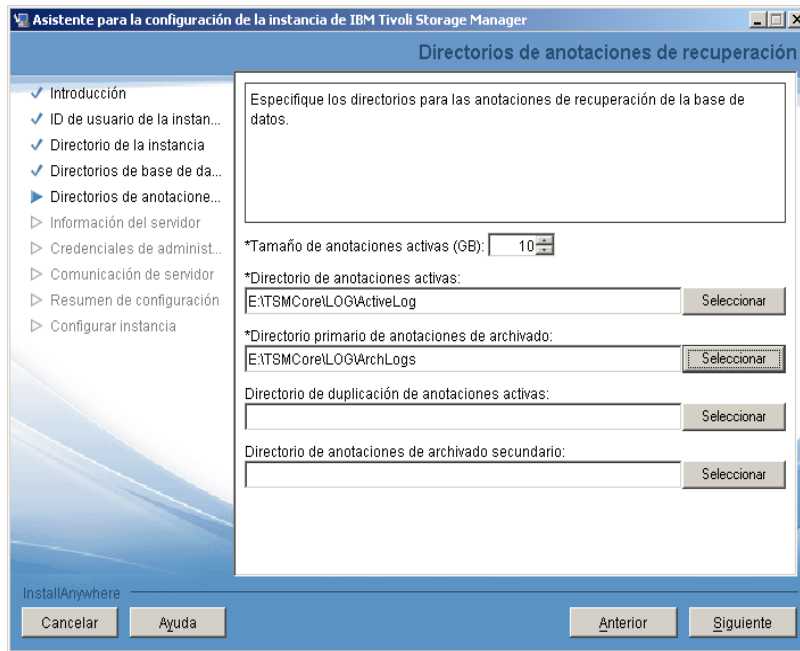 Asistente para la configuración de la instancia de IBM Tivoli Storage Manager
Directorios de anotaciones de recuperación
Introducción
ID de usuario de la instan...
Directorio de la instancia
Directorios de base de da...
Directorios de anotacione...
Información del servidor
Credenciales de administ...
Comunicación de servidor
Resumen de configuración
Configurar instancia
Especifique los directorios para las anotaciones de recuperación de la base de
datos.
*Tamaño de anotaciones activas (GB): 10
*Directorio de anotaciones activas:
E:\TSMCore\LOG\ActiveLog Seleccionar
*Directorio primario de anotaciones de archivado:
E:\TSMCore\LOG\ArchLogs Seleccionar
Directorio de duplicación de anotaciones activas:
Seleccionar
Directorio de anotaciones de archivado secundario:
Seleccionar
InstallAnywhere
Cancelar Ayuda Anterior Siguiente